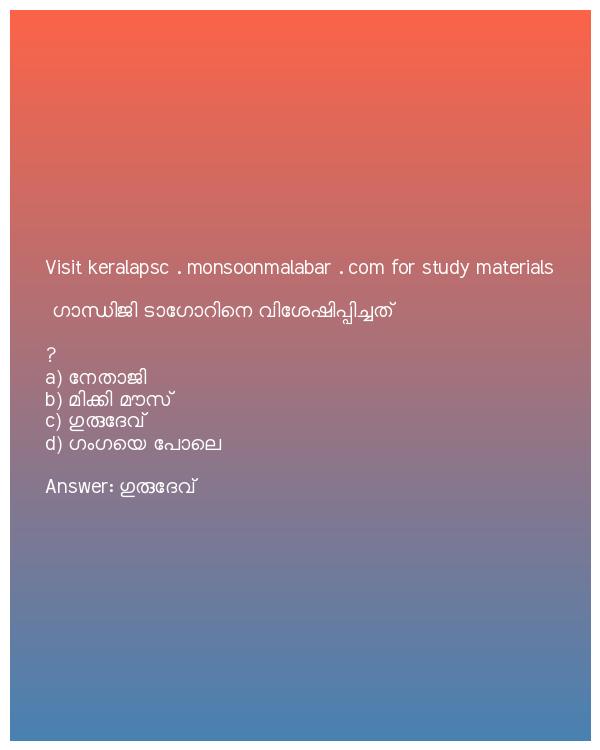 Visit keralapsc . monsoonmalabar . com for study materials
ഗാന്ധിജി ടാഗോറിനെ വിശേഷിപ്പിച്ചത്
?
a) നേതാജി
b) മിക്കി മൗസ്
c) ഗുരുദേവ്
d) ഗംഗയെ പോലെ
Answer: ഗുരുദേവ്